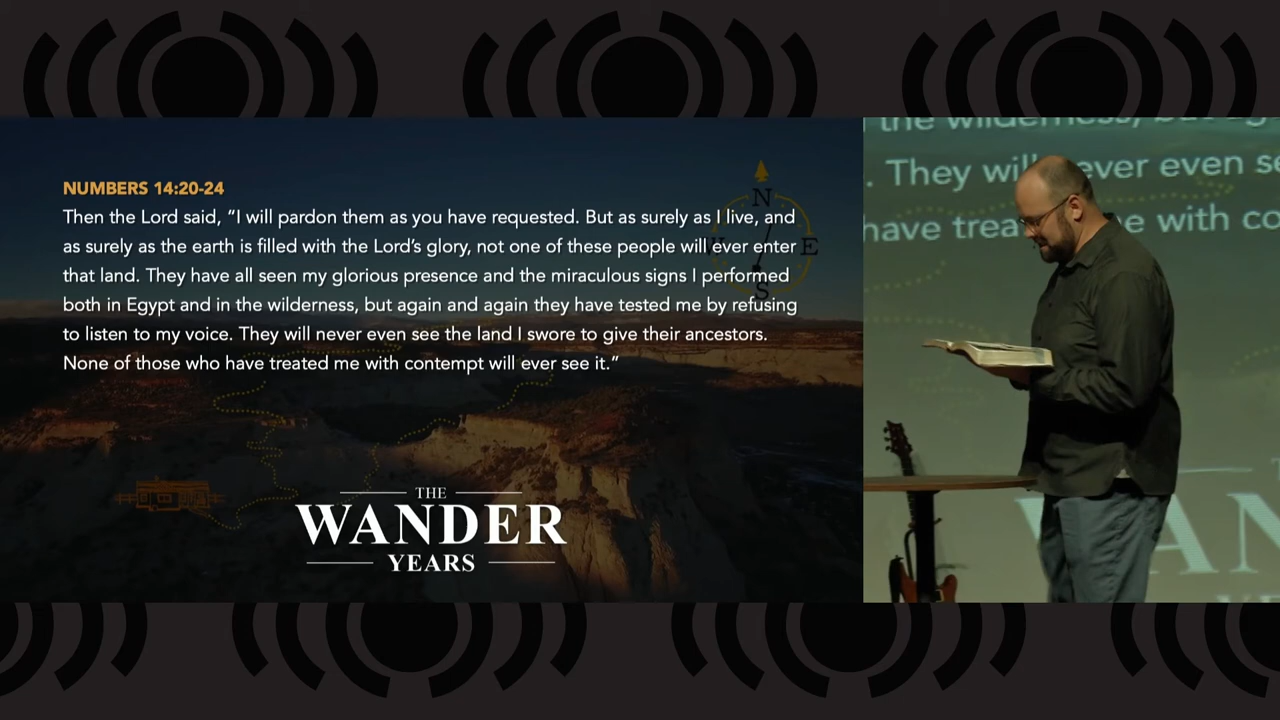 NUMBERS 14:20-24
Then the Lord said, “I will pardon them as you have requested. But as surely as I live, and
as surely as the earth is filled with the Lord’s glory, not one of these people will ever enter
that land. They have all seen my glorious presence and the miraculous signs I performed
both in Egypt and in the wilderness, but again and again they have tested me by refusing
to listen to my voice. They will never even see the land I swore to give their ancestors.
None of those who have treated me with contempt will ever see it.”
N
E
S
THE
WANDER
YEARS
the wilderness, but
. They will ever even se
have trea e with co
WAN